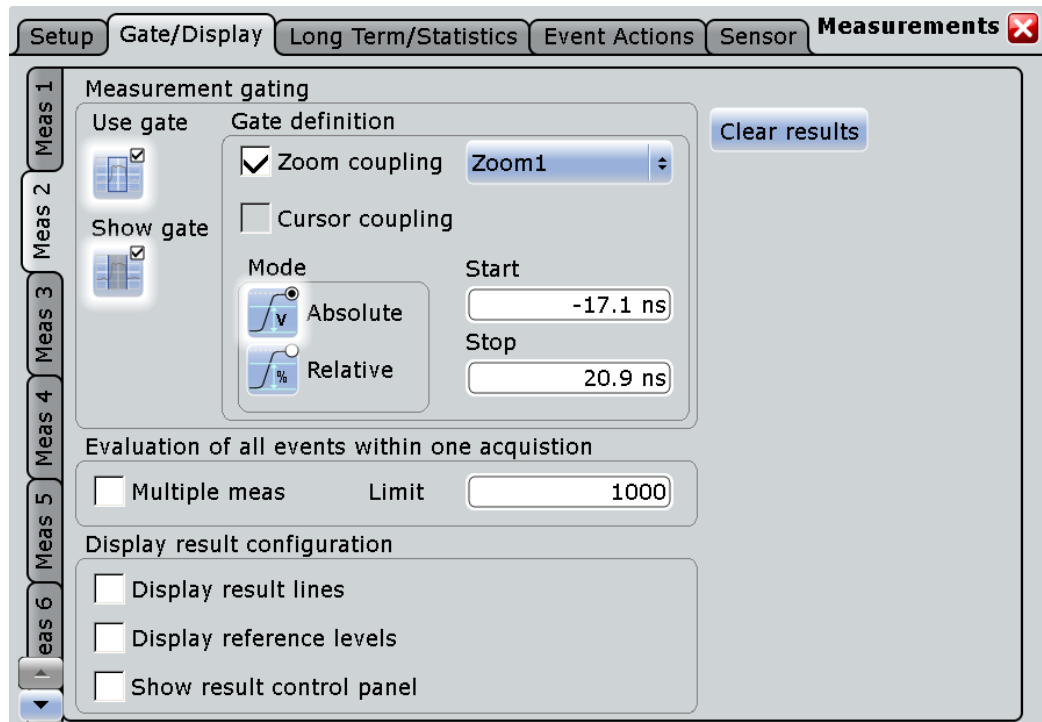 Setup Gate/Display Long Term/Statistics Event Actions Sensor Measurements
Meas 1
Meas 2
Meas 3
Meas 4
Meas 5
eas 6
Measurement gating
Use gate
Show gate
Gate definition
Zoom coupling Zoom1
Cursor coupling
Mode
V Absolute
% Relative
Start
-17.1 ns
Stop
20.9 ns
Clear results
Evaluation of all events within one acquistion
Multiple meas Limit 1000
Display result configuration
Display result lines
Display reference levels
Show result control panel